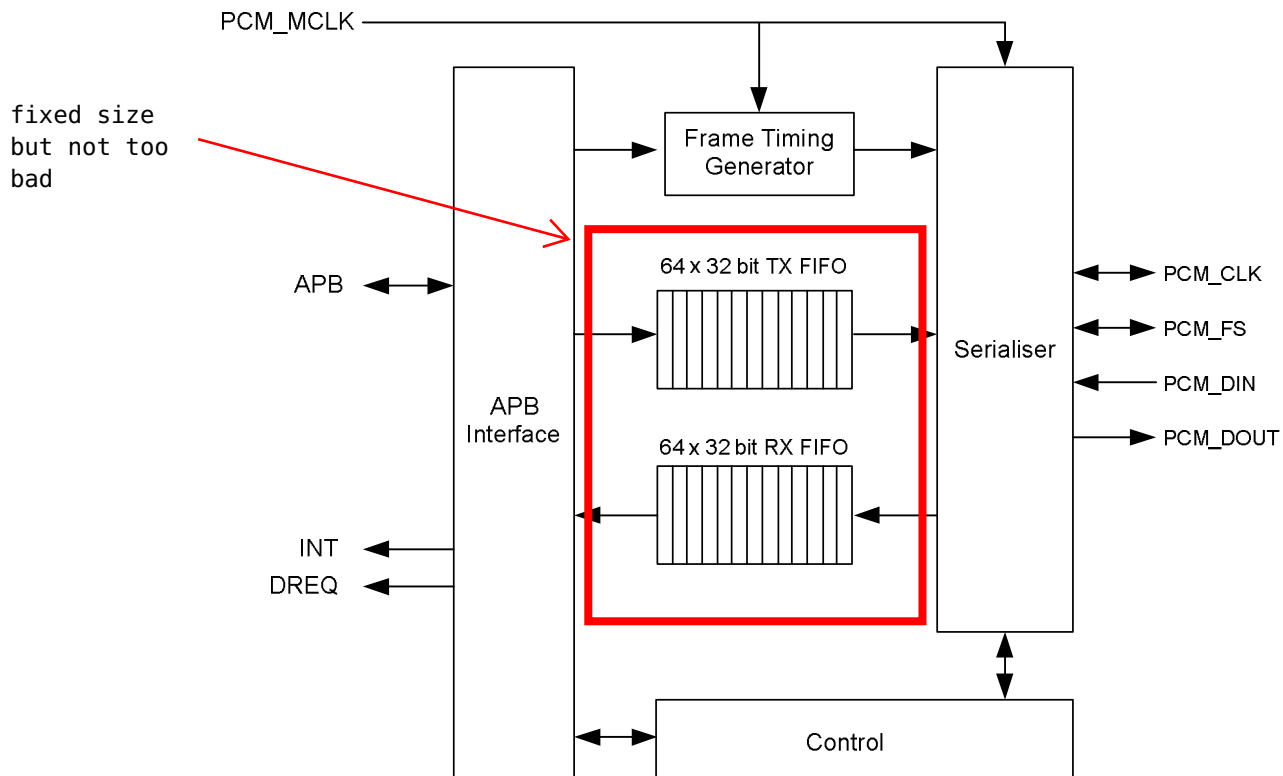 PCM_MCLK
fixed size
but not too
bad
Frame Timing
Generator
64 x 32 bit TX FIFO
APB
PCM_CLK
PCM_FS
Serialiser
PCM_DIN
APB
Interface
PCM_DOUT
64 x 32 bit RX FIFO
INT
DREQ
Control